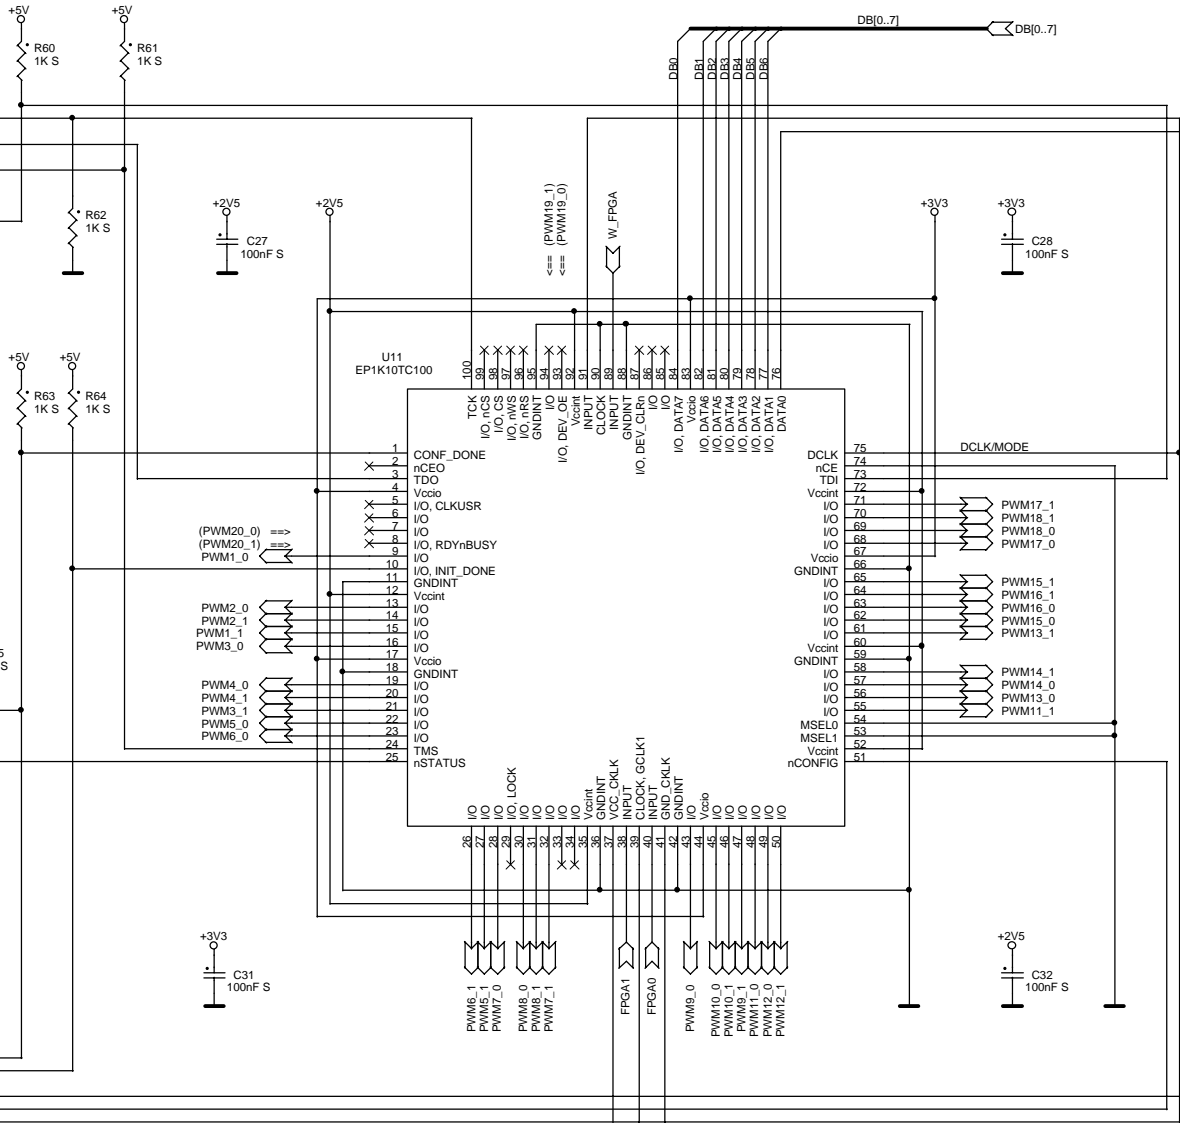 +5V
+5V
R60
1K S
R61
1K S
DB[0..7]
DB[0..7]
DB0
DB1
DB2
DB3
DB4
DB5
DB6
R62
1K S
+2V5
C27
100nF S
+2V5
<== (PWM19_1)
<== (PWM19_0)
W_FPGA
+3V3
+3V3
C28
100nF S
+5V
+5V
R63
1K S
R64
1K S
U11
EP1K10TC100
100
99
98
97
96
95
94
93
92
91
90
89
88
87
86
85
84
83
82
81
80
79
78
77
76
TCK
I/O, nCS
I/O, CS
I/O, nWS
I/O, nRS
GNDINT
I/O
I/O, DEV_OE
Vccint
INPUT
CLOCK
INPUT
GNDINT
I/O, DEV_CLRn
I/O
I/O
I/O, DATA7
Vccio
I/O, DATA6
I/O, DATA5
I/O, DATA4
I/O, DATA3
I/O, DATA2
I/O, DATA1
DATA0
1 CONF_DONE
2 nCEO
3 TDO
4 Vccio
5 I/O, CLKUSR
6 I/O
(PWM20_0) ==> 7 I/O
(PWM20_1) ==> 8 I/O, RDYnBUSY
PWM1_0 9 I/O
10 I/O, INIT_DONE
11 GNDINT
12 Vccint
PWM2_0 13 I/O
PWM2_1 14 I/O
PWM1_1 15 I/O
PWM3_0 16 I/O
17 Vccio
18 GNDINT
PWM4_0 19 I/O
PWM4_1 20 I/O
PWM3_1 21 I/O
PWM5_0 22 I/O
PWM6_0 23 I/O
24 TMS
25 nSTATUS
5
S
DCLK 75 DCLK/MODE
nCE 74
TDI 73
Vccint 72
I/O 71 PWM17_1
I/O 70 PWM18_1
I/O 69 PWM18_0
I/O 68 PWM17_0
Vccio 67
GNDINT 66
I/O 65 PWM15_1
I/O 64 PWM16_1
I/O 63 PWM16_0
I/O 62 PWM15_0
I/O 61 PWM13_1
Vccint 60
GNDINT 59
I/O 58 PWM14_1
I/O 57 PWM14_0
I/O 56 PWM13_0
I/O 55 PWM11_1
MSEL0 54
MSEL1 53
Vccint 52
nCONFIG 51
I/O
I/O
I/O
I/O, LOCK
I/O
I/O
I/O
I/O
I/O
Vccint
GNDINT
VCC_CKLK
INPUT
CLOCK, GCLK1
INPUT
GND_CKLK
GNDINT
I/O
Vccio
I/O
I/O
I/O
I/O
I/O
I/O
26
27
28
29
30
31
32
33
34
35
36
37
38
39
40
41
42
43
44
45
46
47
48
49
50
PWM6_1
PWM5_1
PWM7_0
PWM8_0
PWM8_1
PWM7_1
FPGA1
FPGA0
PWM9_0
PWM10_0
PWM10_1
PWM9_1
PWM11_0
PWM12_0
PWM12_1
+3V3
C31
100nF S
+2V5
C32
100nF S